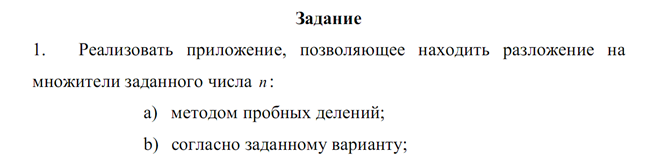 Задание
1. Реализовать приложение, позволяющее находить разложение на
множители заданного числа n:
a) методом пробных делений;
b) согласно заданному варианту;